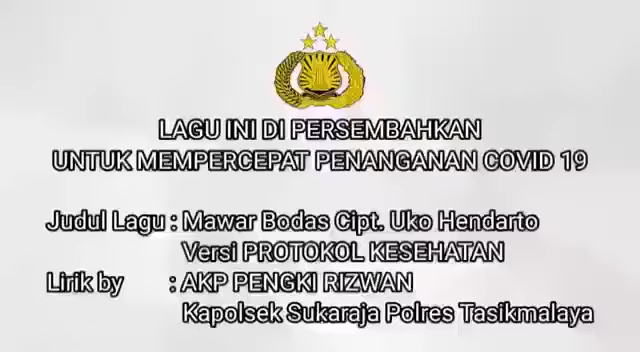 LAGU INI DI PERSEMBAHKAN
UNTUK MEMPERCEPAT PENANGANAN COVID 19
Judul Lagu : Mawar Bodas Cipt. Uko Hendarto
Versi PROTOKOL KESEHATAN
Lirik by : AKP PENGKI RIZWAN
Kapolsek Sukaraja Polres Tasikmalaya